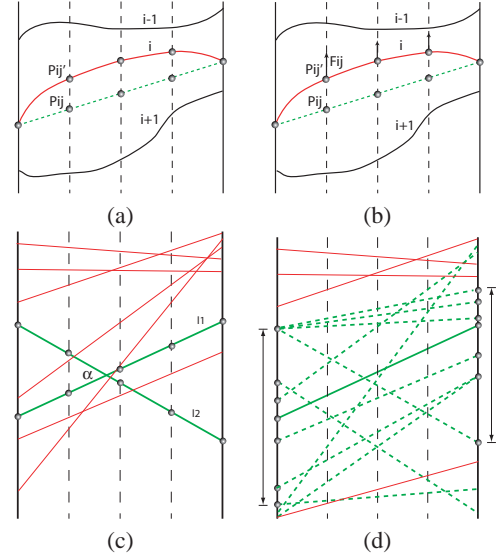 i-1
i
Pij'
Pij
i+1
(a)
i-1
i
Pij'
Fij
Pij
i+1
(b)
α
l1
l2
(c)
(d)